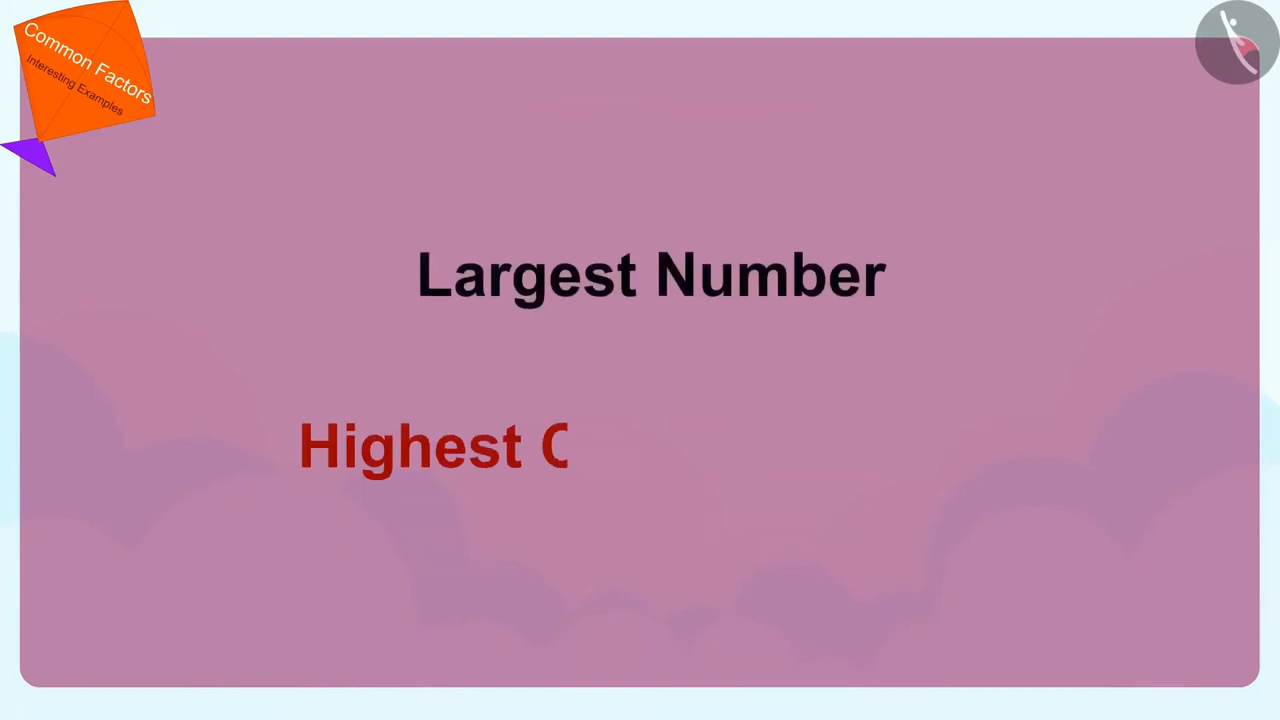 Common Factors
Interesting Examples
Largest Number
Highest C